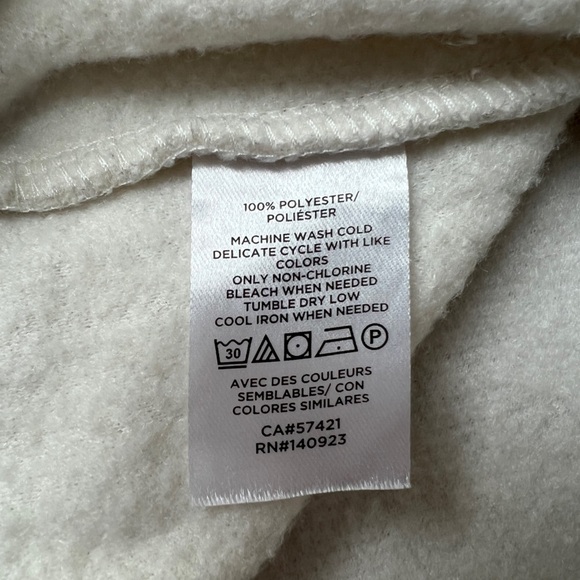 100% POLYESTER/
POLIÉSTER
MACHINE WASH COLD
DELICATE CYCLE WITH LIKE
COLORS
ONLY NON-CHLORINE
BLEACH WHEN NEEDED
TUMBLE DRY LOW
COOL IRON WHEN NEEDED
30 P
AVEC DES COULEURS
SEMBLABLES/ CON
COLORES SIMILARES
CA#57421
RN#140923